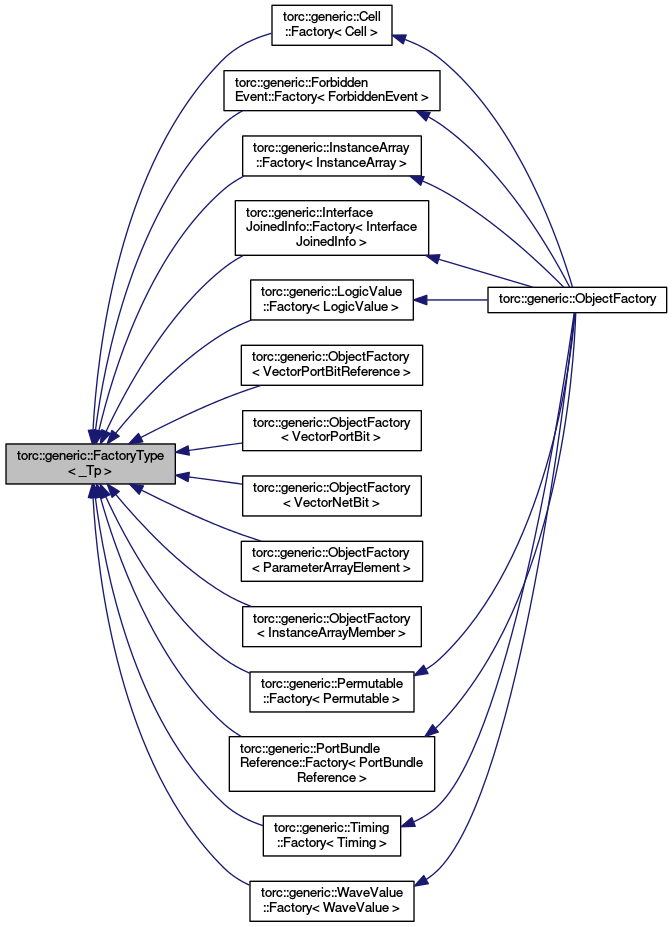 torc::generic::Cell
::Factory< Cell >
torc::generic::Forbidden
Event::Factory< ForbiddenEvent >
torc::generic::InstanceArray
::Factory< InstanceArray >
torc::generic::Interface
JoinedInfo::Factory< Interface
JoinedInfo >
torc::generic::LogicValue
::Factory< LogicValue >
torc::generic::ObjectFactory
torc::generic::ObjectFactory
< VectorPortBitReference >
torc::generic::ObjectFactory
< VectorPortBit >
torc::generic::FactoryType
< _Tp >
torc::generic::ObjectFactory
< VectorNetBit >
torc::generic::ObjectFactory
< ParameterArrayElement >
torc::generic::ObjectFactory
< InstanceArrayMember >
torc::generic::Permutable
::Factory< Permutable >
torc::generic::PortBundle
Reference::Factory< PortBundle
Reference >
torc::generic::Timing
::Factory< Timing >
torc::generic::WaveValue
::Factory< WaveValue >